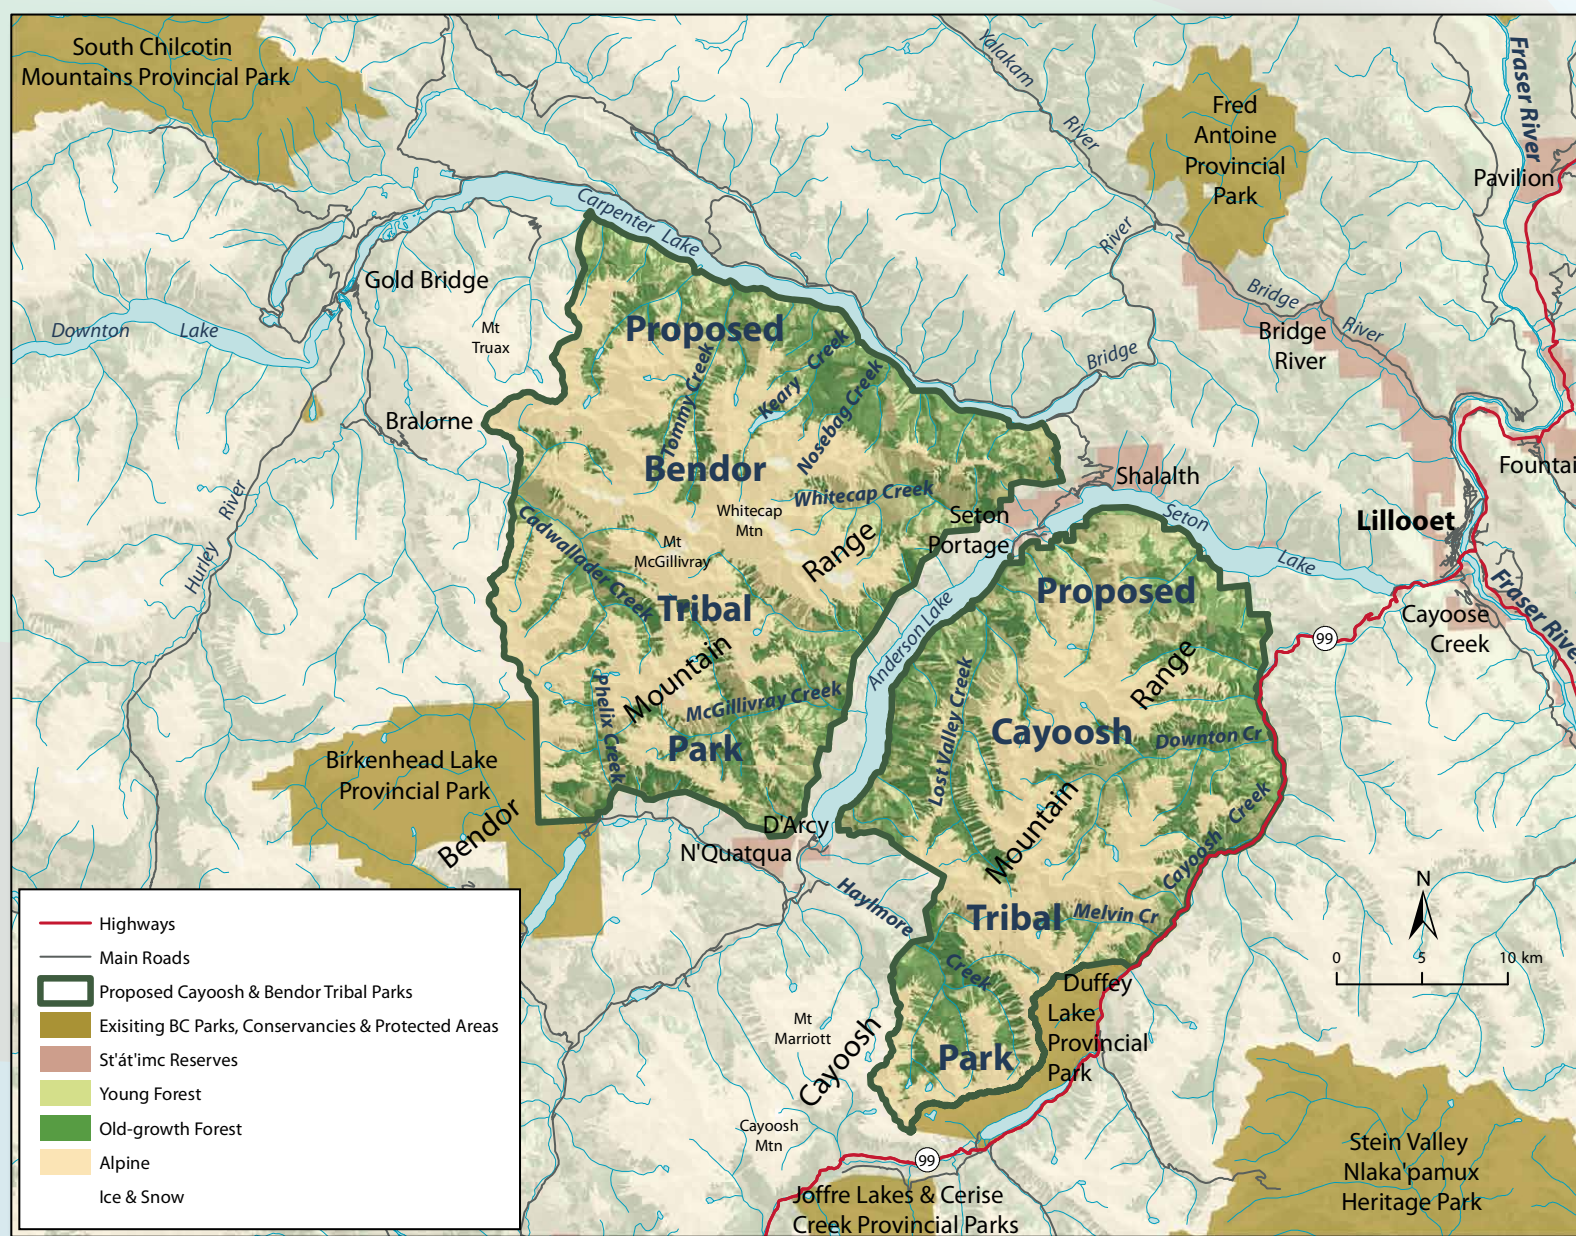 South Chilcotin
Mountains Provincial Park
Yalakam
River
Fraser River
Fred
Antoine
Provincial
Park
Pavilion
Carpenter Lake
River
Gold Bridge
Bridge
River
Downton Lake
Mt
Truax
Proposed
Bridge
River
Keary Creek
Bridge
Tommy Creek
Nosebag Creek
Bralorne
Bendor
Fountai
Shalalth
Whitecap Creek
Hurley River
Cadwallader Creek
Whitecap
Mtn
Seton
Portage
Seton Lake
Lillooet
Mt
McGillivray
Range
Proposed
Fraser River
Anderson Lake
Tribal
Cayoose
Creek
99
Mountain
Range
Phelix Creek
McGillivray Creek
Lost Valley Creek
Cayoosh
Downton Cr
Park
Birkenhead Lake
Provincial Park
Bendor
Mountain
Cayoosh Creek
D'Arcy
N'Quatqua
Haylmore
Creek
Tribal
Melvin Cr
N
0 5 10 km
Duffey
Lake
Provincial
Park
Mt
Marriott
Cayoosh
Park
Cayoosh
Mtn
99
Stein Valley
Nlaka'pamux
Heritage Park
Joffre Lakes & Cerise
Creek Provincial Parks
Highways
Main Roads
Proposed Cayoosh & Bendor Tribal Parks
Exisiting BC Parks, Conservancies & Protected Areas
St'át'imc Reserves
Young Forest
Old-growth Forest
Alpine
Ice & Snow